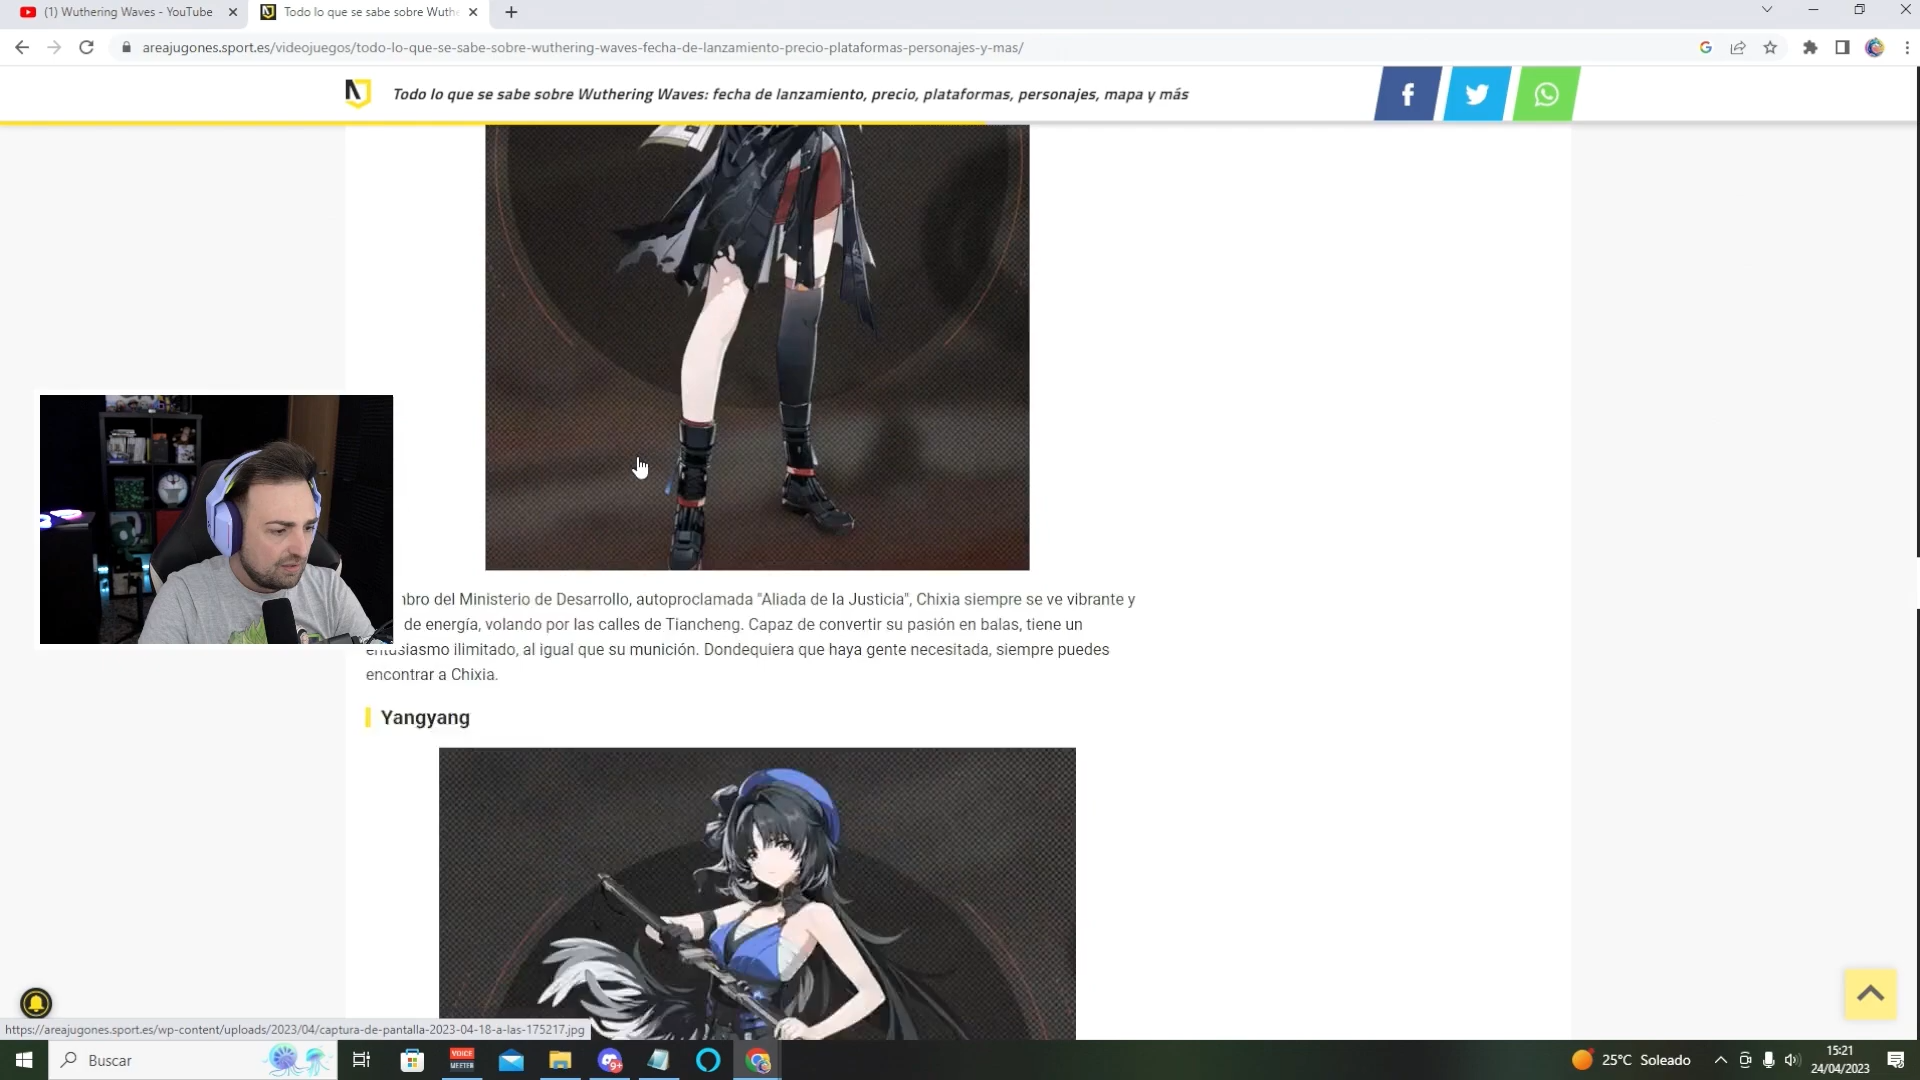 (1) Wuthering Waves - YouTube
Todo lo que se sabe sobre Wuthe
areajugones.sport.es/videojuegos/todo-lo-que-se-sabe-sobre-wuthering-waves-fecha-de-lanzamiento-precio-plataformas-personajes-y-mas/
Todo lo que se sabe sobre Wuthering Waves: fecha de lanzamiento, precio, plataformas, personajes, mapa y más
bro del Ministerio de Desarrollo, autoproclamada "Aliada de la Justicia", Chixia siempre se ve vibrante y
de energía, volando por las calles de Tiancheng. Capaz de convertir su pasión en balas, tiene un
entusiasmo ilimitado, al igual que su munición. Dondequiera que haya gente necesitada, siempre puedes
encontrar a Chixia.
Yangyang
https://areajugones.sport.es/wp-content/uploads/2023/04/captura-de-pantalla-2023-04-18-a-las-175217.jpg
Buscar
VOICE
MEETER
9+
25°C Soleado
15:21
24/04/2023